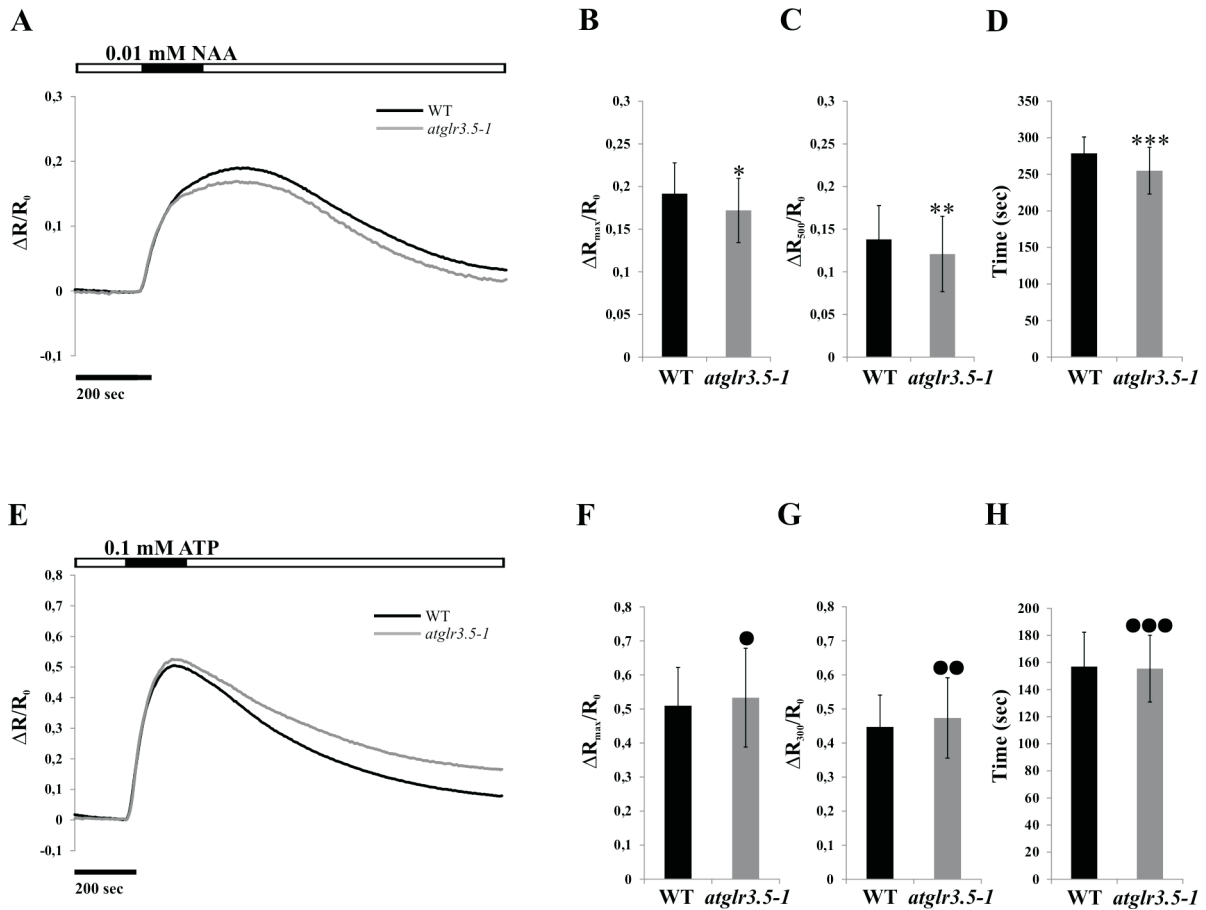 A
B
C
D
0.01 mM NAA
0,3
0,2
0,1
0
-0,1
ΔR/R0
WT
atglr3.5-1
200 sec
0,3
0,25
0,2
0,15
0,1
0,05
0
ΔRmax/R0
*
WT atglr3.5-1
0,3
0,25
0,2
0,15
0,1
0,05
0
ΔR500/R0
**
WT atglr3.5-1
350
300
250
200
150
100
50
0
Time (sec)
***
WT atglr3.5-1
E
F
G
H
0.1 mM ATP
0,8
0,7
0,6
0,5
0,4
0,3
0,2
0,1
0
-0,1
ΔR/R0
WT
atglr3.5-1
200 sec
0,8
0,7
0,6
0,5
0,4
0,3
0,2
0,1
0
ΔRmax/R0
●
WT atglr3.5-1
0,8
0,7
0,6
0,5
0,4
0,3
0,2
0,1
0
ΔR300/R0
●●
WT atglr3.5-1
200
180
160
140
120
100
80
60
40
20
0
Time (sec)
●●●
WT atglr3.5-1